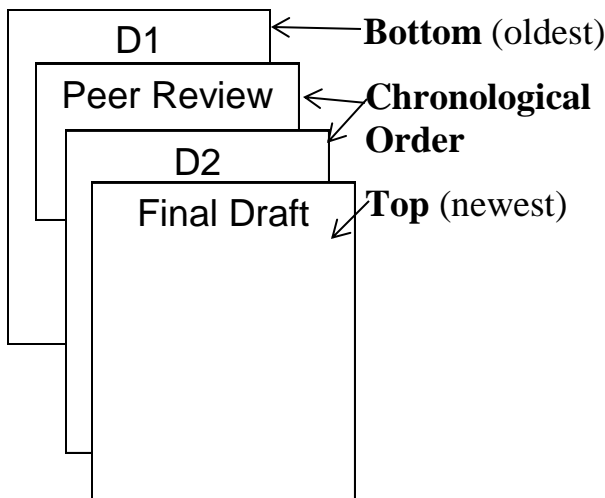 D1
Bottom (oldest)
Peer Review
Chronological
Order
D2
Top (newest)
Final Draft